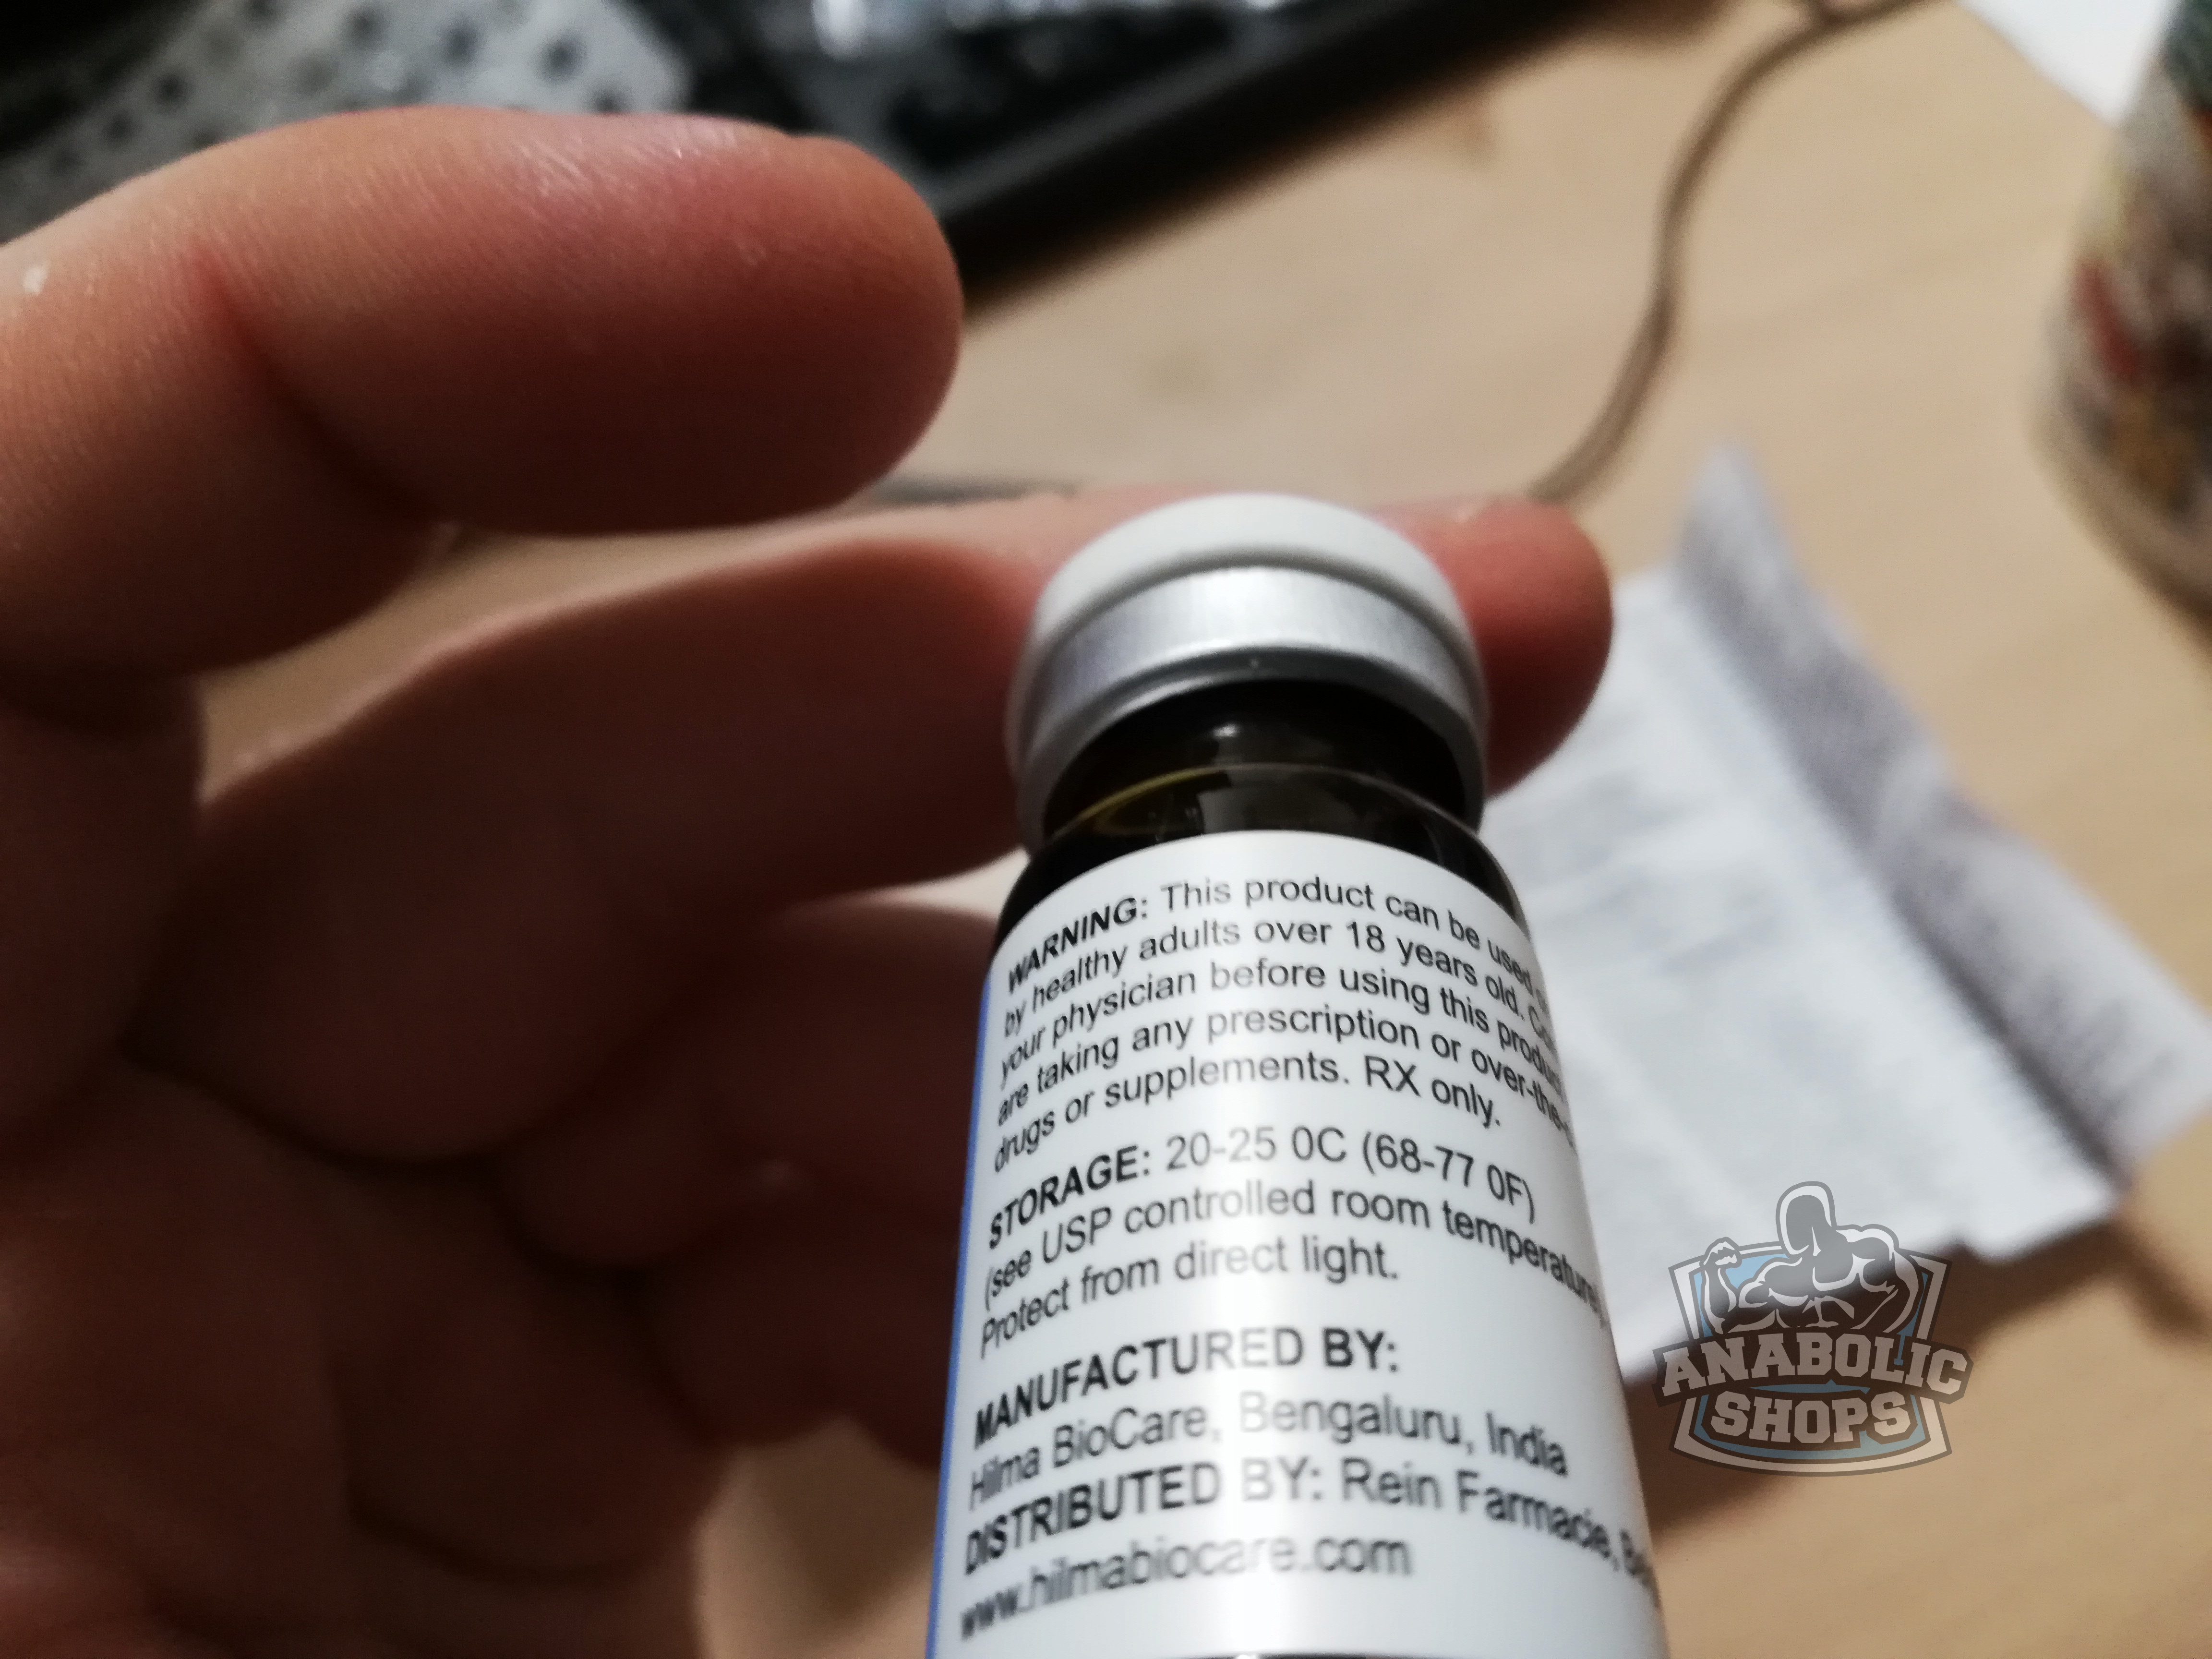 WARNING: This product can be used
by healthy adults over 18 years old.
your physician before using this product
are taking any prescription or over-the-
drugs or supplements. RX only.
STORAGE: 20-25 0C (68-77 0F)
(see USP controlled room temperature)
Protect from direct light.
MANUFACTURED BY:
Hilma BioCare, Bengaluru, India
DISTRIBUTED BY: Rein Farmacie,
www.hilmabiocare.com
ANABOLIC
SHOPS